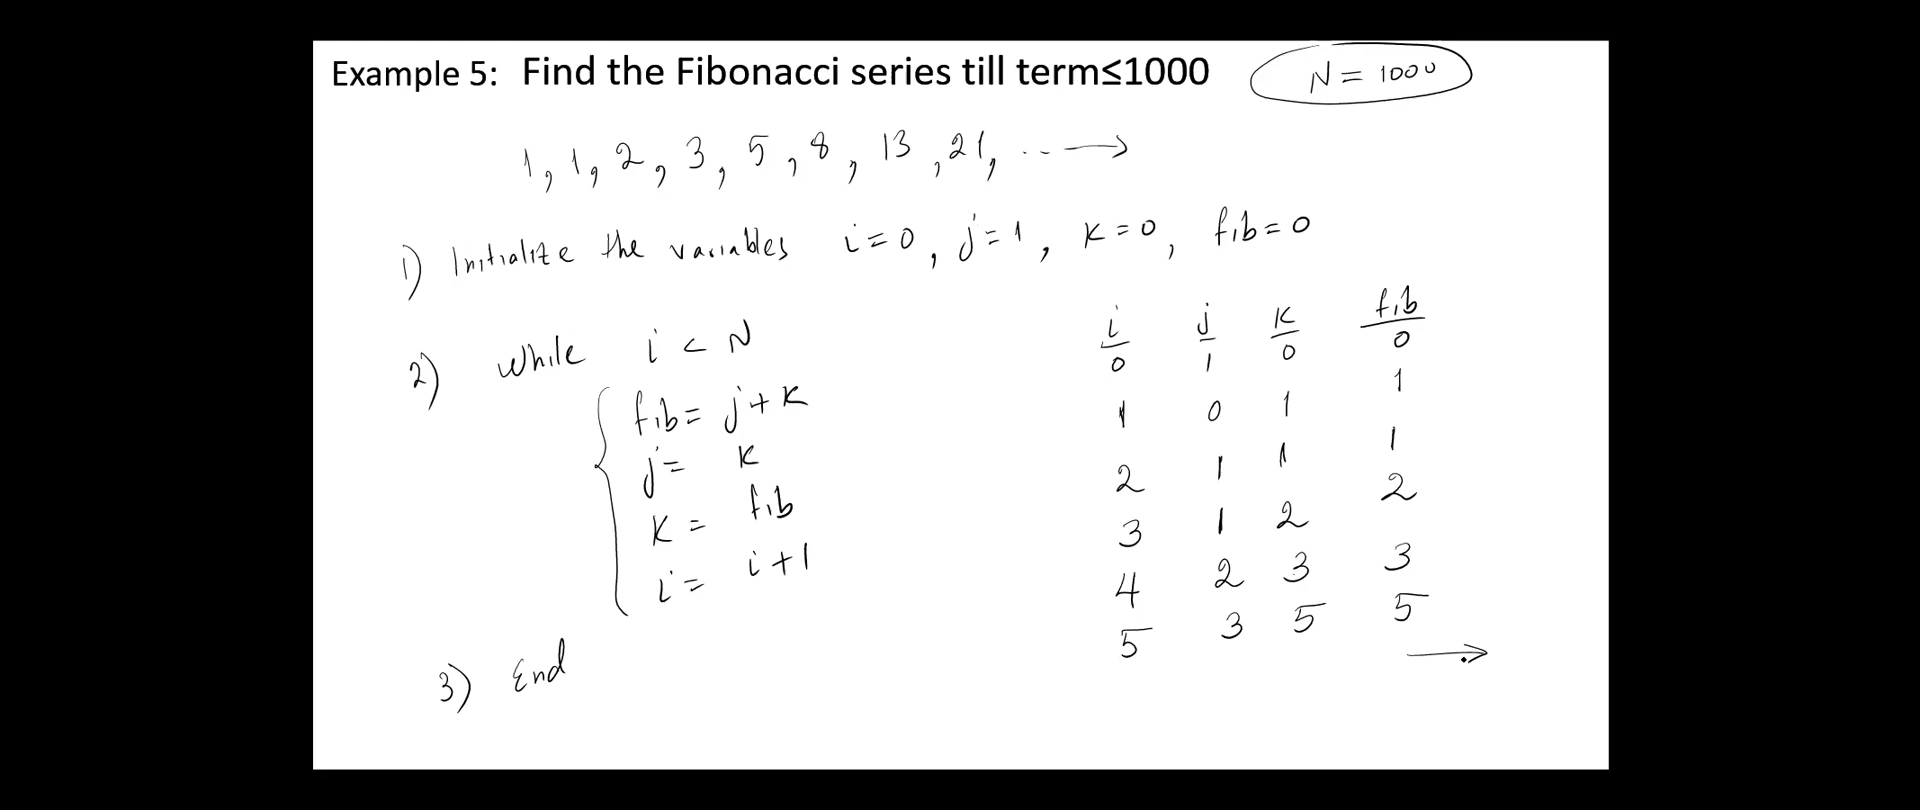 Example 5: Find the Fibonacci series till term≤1000 N = 1000
1, 1, 2, 3, 5, 8, 13, 21, ... →
1) Initialize the variables i = 0, j = 1, k = 0, fib = 0
2) While i < N
fib = j + k
j = k
k = fib
i = i + 1
3) End
i j k fib
0 1 0 0
1 0 1 1
2 1 1 1
3 1 2 2
4 2 3 3
5 3 5 5
→